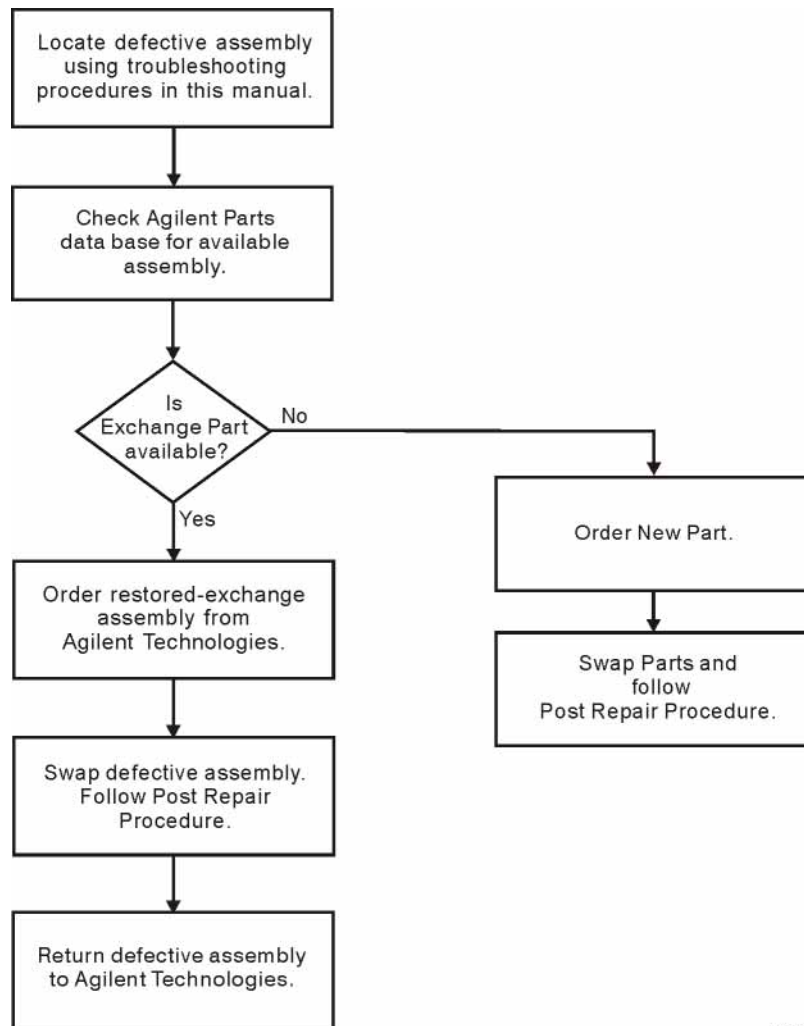 Locate defective assembly
using troubleshooting
procedures in this manual.
Check Agilent Parts
data base for available
assembly.
Is
Exchange Part
available?
No
Yes
Order New Part.
Order restored-exchange
assembly from
Agilent Technologies.
Swap Parts and
follow
Post Repair Procedure.
Swap defective assembly.
Follow Post Repair
Procedure.
Return defective assembly
to Agilent Technologies.